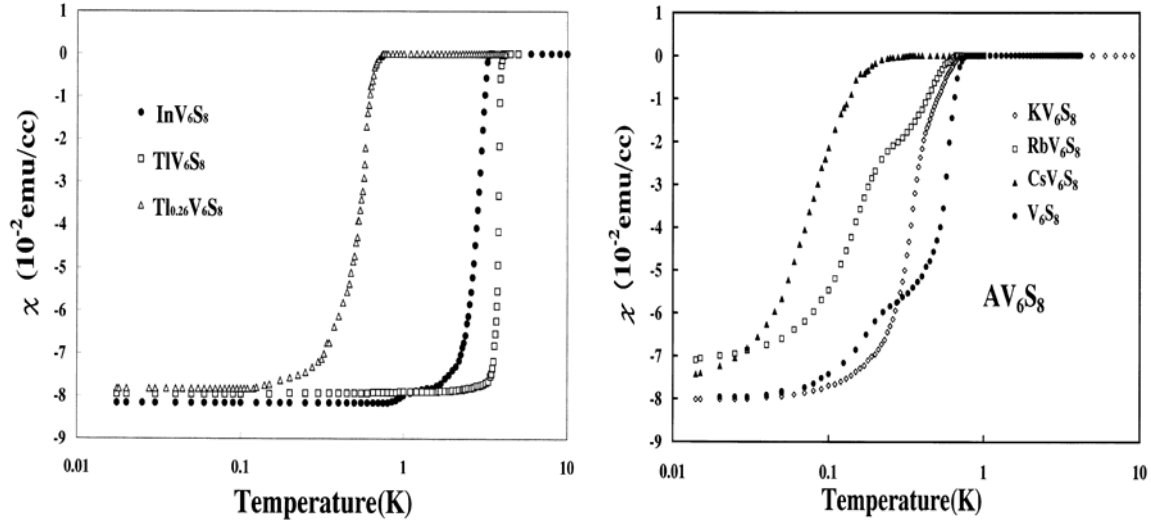 1
0
-1
-2
-3
-4
-5
-6
-7
-8
-9
χ (10⁻²emu/cc)
InV₆S₈
TlV₆S₈
Tl₀.₂₆V₆S₈
0.01
0.1
1
10
Temperature(K)
1
0
-1
-2
-3
-4
-5
-6
-7
-8
-9
χ (10⁻²emu/cc)
KV₆S₈
RbV₆S₈
CsV₆S₈
V₆S₈
AV₆S₈
0.01
0.1
1
10
Temperature(K)